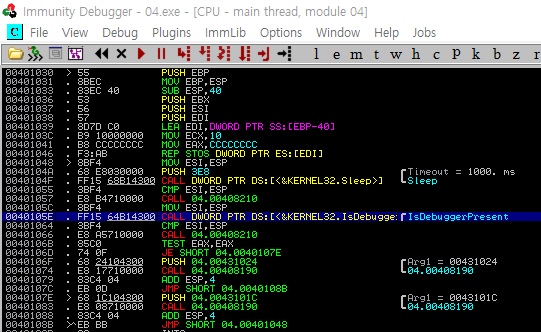 Immunity Debugger - 04.exe - [CPU - main thread, module 04]
C File View Debug Plugins ImmLib Options Window Help Jobs
l e m t w h c p k b z r
00401030 > 55 PUSH EBP
00401031 . 8BEC MOV EBP,ESP
00401033 . 83EC 40 SUB ESP,40
00401036 . 53 PUSH EBX
00401037 . 56 PUSH ESI
00401038 . 57 PUSH EDI
00401039 . 8D7D C0 LEA EDI,DWORD PTR SS:[EBP-40]
0040103C . B9 10000000 MOV ECX,10
00401041 . B8 CCCCCCCC MOV EAX,CCCCCCCC
00401046 . F3:AB REP STOS DWORD PTR ES:[EDI]
00401048 > 8BF4 MOV ESI,ESP
0040104A . 68 E8030000 PUSH 3E8 Timeout = 1000. ms
0040104F . FF15 68B14300 CALL DWORD PTR DS:[<&KERNEL32.Sleep>] Sleep
00401055 . 3BF4 CMP ESI,ESP
00401057 . E8 B4710000 CALL 04.00408210
0040105C . 8BF4 MOV ESI,ESP
0040105E . FF15 64B14300 CALL DWORD PTR DS:[<&KERNEL32.IsDebugge: IsDebuggerPresent
00401064 . 3BF4 CMP ESI,ESP
00401066 . E8 A5710000 CALL 04.00408210
0040106B . 85C0 TEST EAX,EAX
0040106D . 74 0F JE SHORT 04.0040107E
0040106F . 68 24104300 PUSH 04.00431024 Arg1 = 00431024
00401074 . E8 17710000 CALL 04.00408190 04.00408190
00401079 . 83C4 04 ADD ESP,4
0040107C . EB 0D JMP SHORT 04.0040108B
0040107E > 68 1C104300 PUSH 04.0043101C Arg1 = 0043101C
00401083 . E8 08710000 CALL 04.00408190 04.00408190
00401088 . 83C4 04 ADD ESP,4
0040108B >^EB BB JMP SHORT 04.00401048